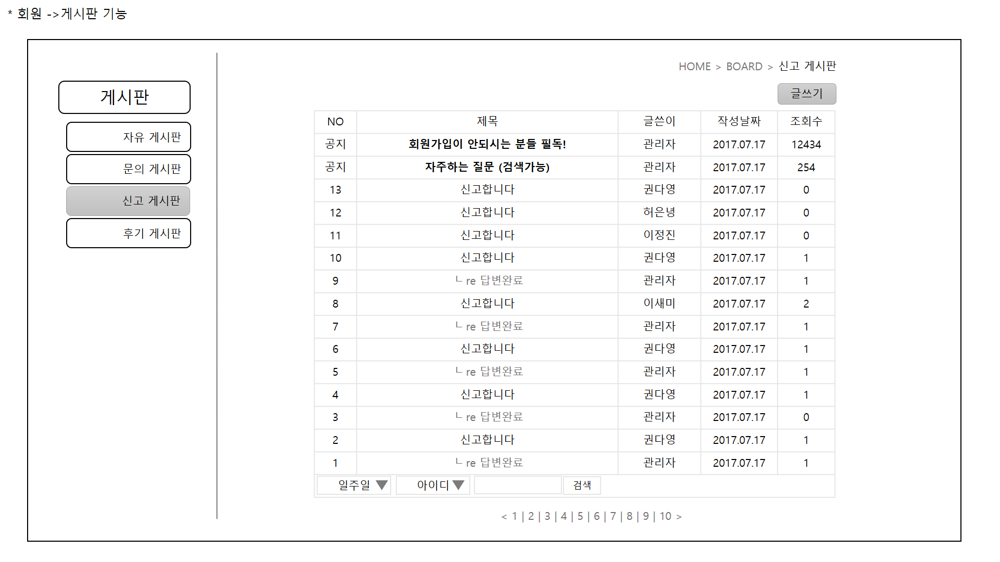 * 회원 ->게시판 기능
게시판
자유 게시판
문의 게시판
신고 게시판
후기 게시판
HOME > BOARD > 신고 게시판
글쓰기
NO 제목 글쓴이 작성날짜 조회수
공지 회원가입이 안되시는 분들 필독! 관리자 2017.07.17 12434
공지 자주하는 질문 (검색가능) 관리자 2017.07.17 254
13 신고합니다 권다영 2017.07.17 0
12 신고합니다 허은녕 2017.07.17 0
11 신고합니다 이정진 2017.07.17 0
10 신고합니다 권다영 2017.07.17 1
9 ㄴ re 답변완료 관리자 2017.07.17 1
8 신고합니다 이새미 2017.07.17 2
7 ㄴ re 답변완료 관리자 2017.07.17 1
6 신고합니다 권다영 2017.07.17 1
5 ㄴ re 답변완료 관리자 2017.07.17 1
4 신고합니다 권다영 2017.07.17 1
3 ㄴ re 답변완료 관리자 2017.07.17 0
2 신고합니다 권다영 2017.07.17 1
1 ㄴ re 답변완료 관리자 2017.07.17 1
일주일 아이디 검색
< 1 | 2 | 3 | 4 | 5 | 6 | 7 | 8 | 9 | 10 >